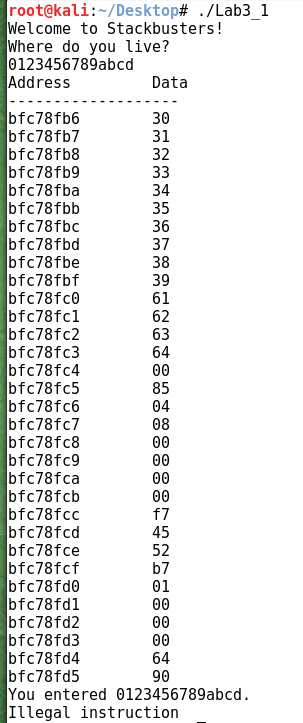 root@kali:~/Desktop# ./Lab3_1
Welcome to Stackbusters!
Where do you live?
0123456789abcd
Address Data
-------------------
bfc78fb6 30
bfc78fb7 31
bfc78fb8 32
bfc78fb9 33
bfc78fba 34
bfc78fbb 35
bfc78fbc 36
bfc78fbd 37
bfc78fbe 38
bfc78fbf 39
bfc78fc0 61
bfc78fc1 62
bfc78fc2 63
bfc78fc3 64
bfc78fc4 00
bfc78fc5 85
bfc78fc6 04
bfc78fc7 08
bfc78fc8 00
bfc78fc9 00
bfc78fca 00
bfc78fcb 00
bfc78fcc f7
bfc78fcd 45
bfc78fce 52
bfc78fcf b7
bfc78fd0 01
bfc78fd1 00
bfc78fd2 00
bfc78fd3 00
bfc78fd4 64
bfc78fd5 90
You entered 0123456789abcd.
Illegal instruction